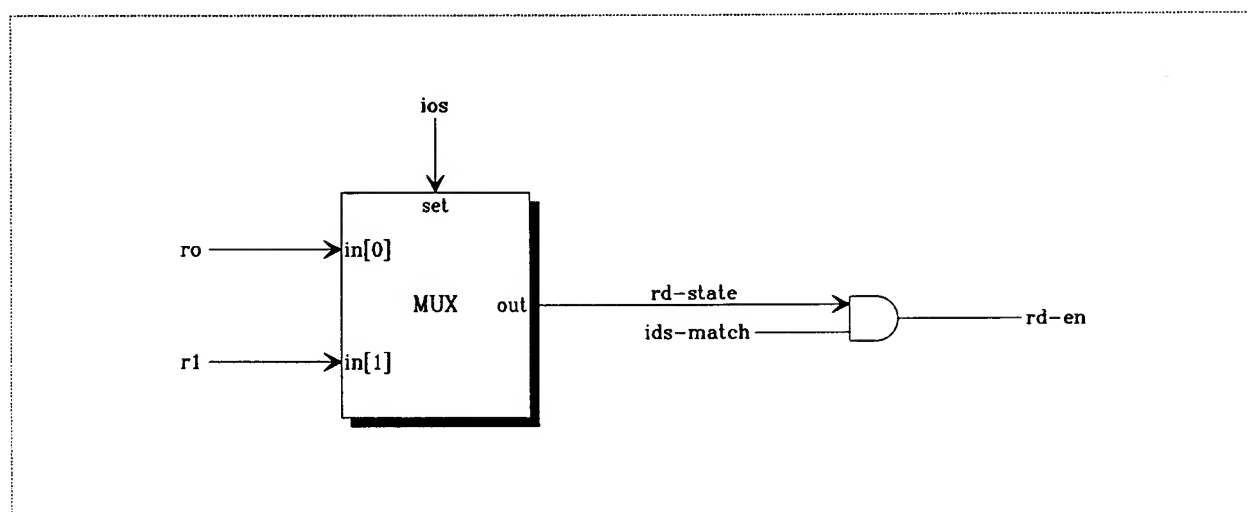 ios
set
ro
in[0]
MUX
out
rd-state
ids-match
rd-en
r1
in[1]